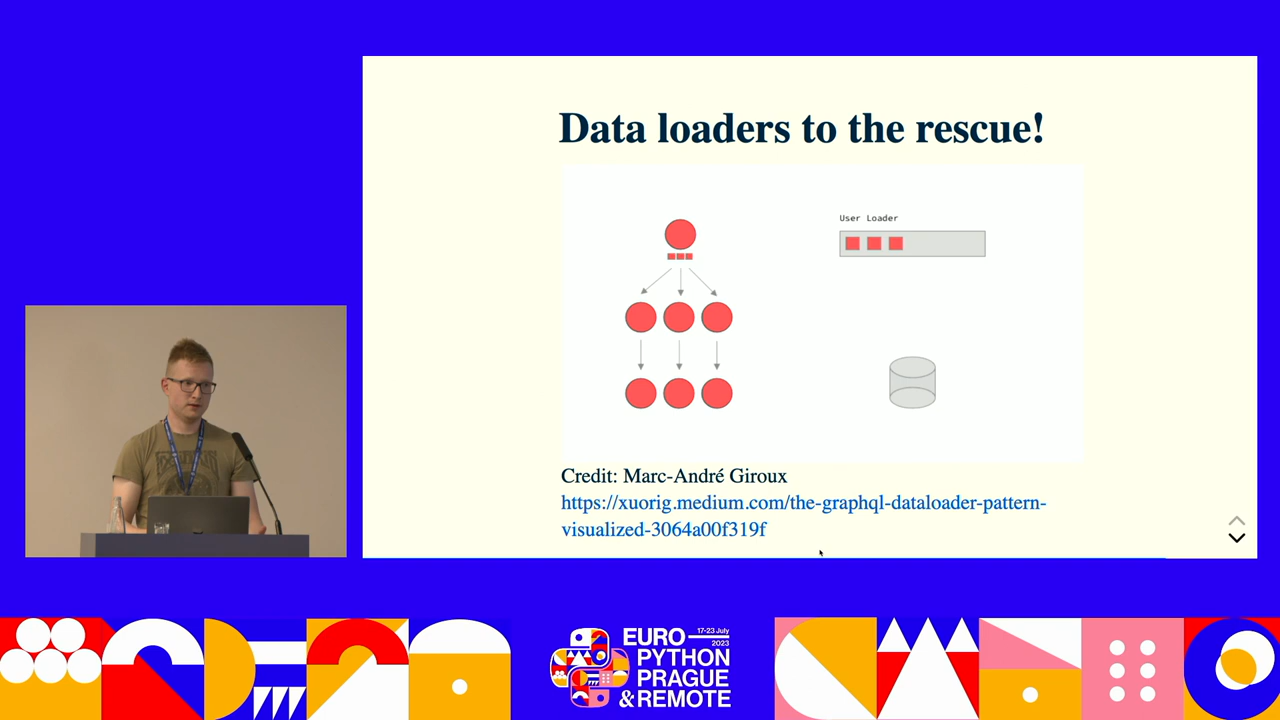 Data loaders to the rescue!
User Loader
Credit: Marc-André Giroux
https://xuorig.medium.com/the-graphql-dataloader-pattern-
visualized-3064a00f319f
EURO 17-23 July 2023
PYTHON
PRAGUE
& REMOTE